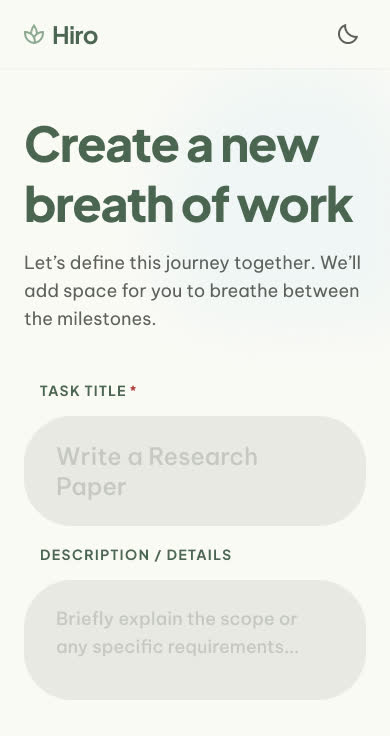 Hiro
Create a new
breath of work
Let’s define this journey together. We’ll
add space for you to breathe between
the milestones.
TASK TITLE *
Write a Research
Paper
DESCRIPTION / DETAILS
Briefly explain the scope or
any specific requirements...